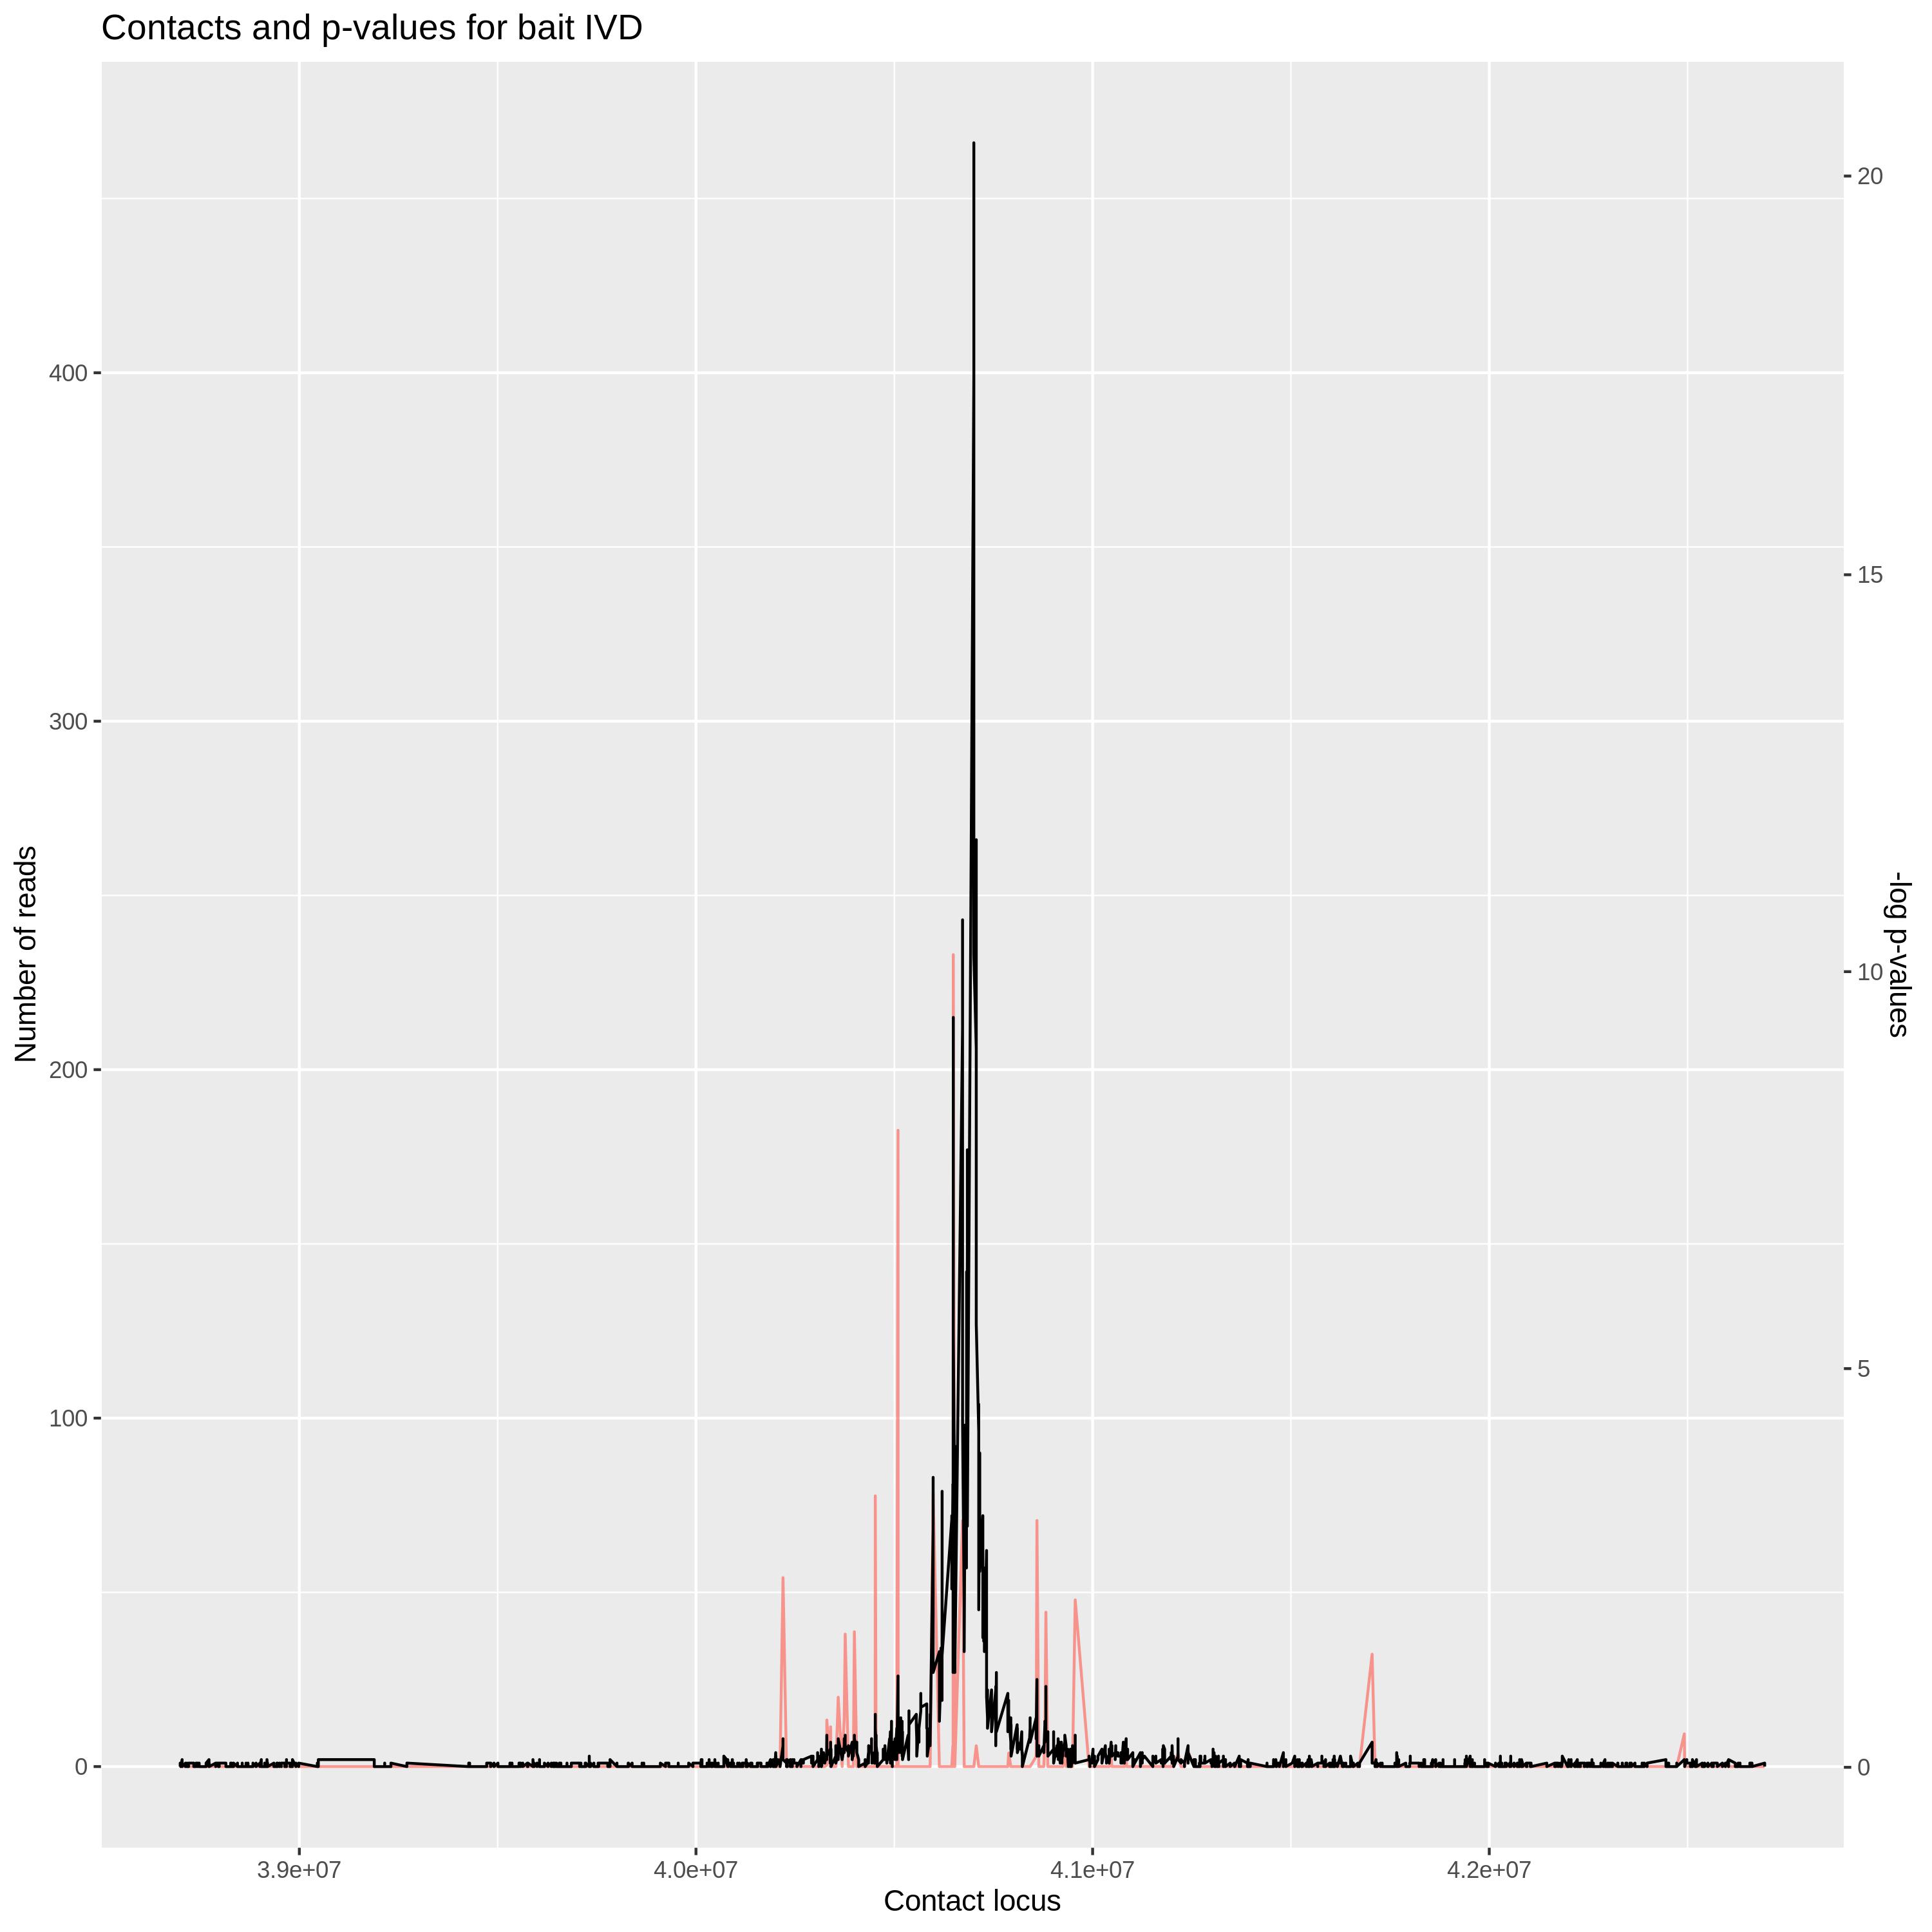 Contacts and p-values for bait IVD
Number of reads
400
300
200
100
0
20
15
10
5
0
-log p-values
3.9e+07 4.0e+07 4.1e+07 4.2e+07
Contact locus